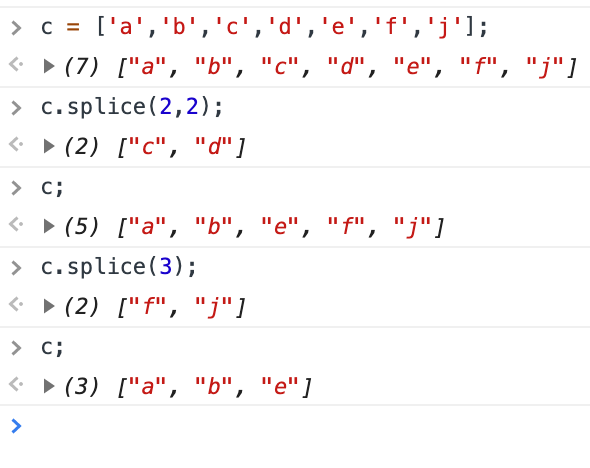 c = ['a','b','c','d','e','f','j'];
(7) ["a", "b", "c", "d", "e", "f", "j"]
c.splice(2,2);
(2) ["c", "d"]
c;
(5) ["a", "b", "e", "f", "j"]
c.splice(3);
(2) ["f", "j"]
c;
(3) ["a", "b", "e"]